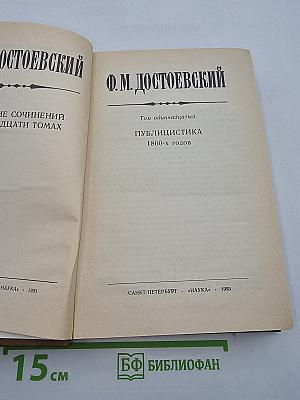 ДОСТОЕВСКИЙ
НЕ СОЧИНЕНИЙ
ДЦАТИ ТОМАХ
НАУКА»
Ф. М. ДОСТОЕВСКИЙ
Том одиннадцатый
ПУБЛИЦИСТИКА
1860-х годов
САНКТ-ПЕТЕРБУРГ · «НАУКА» · 1993
15 см
БФ БИБЛИОФАН